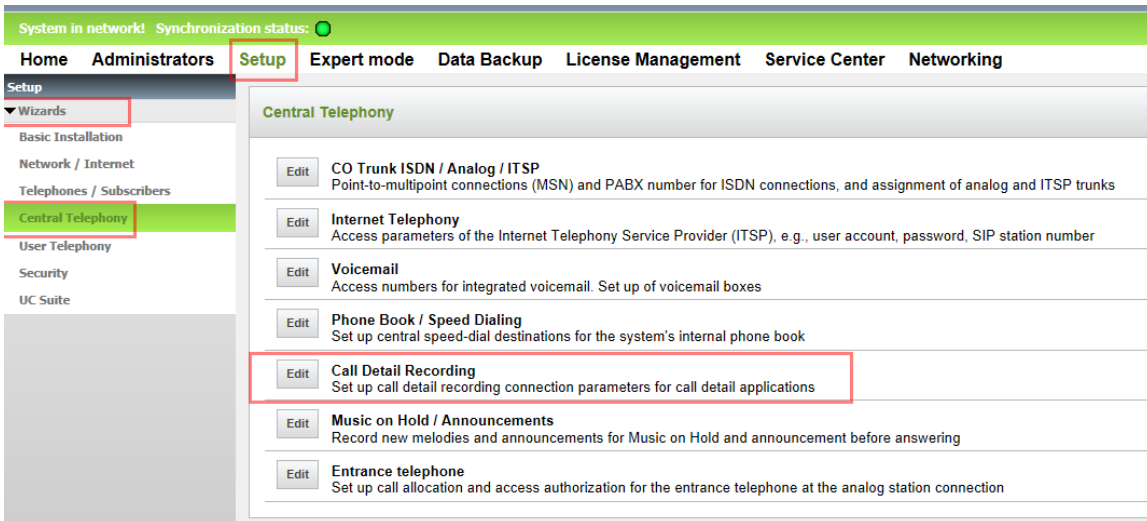 System in network! Synchronization status:
Home Administrators Setup Expert mode Data Backup License Management Service Center Networking
Setup
Wizards
Basic Installation
Network / Internet
Telephones / Subscribers
Central Telephony
User Telephony
Security
UC Suite
Central Telephony
Edit CO Trunk ISDN / Analog / ITSP
Point-to-multipoint connections (MSN) and PABX number for ISDN connections, and assignment of analog and ITSP trunks
Edit Internet Telephony
Access parameters of the Internet Telephony Service Provider (ITSP), e.g., user account, password, SIP station number
Edit Voicemail
Access numbers for integrated voicemail. Set up of voicemail boxes
Edit Phone Book / Speed Dialing
Set up central speed-dial destinations for the system's internal phone book
Edit Call Detail Recording
Set up call detail recording connection parameters for call detail applications
Edit Music on Hold / Announcements
Record new melodies and announcements for Music on Hold and announcement before answering
Edit Entrance telephone
Set up call allocation and access authorization for the entrance telephone at the analog station connection